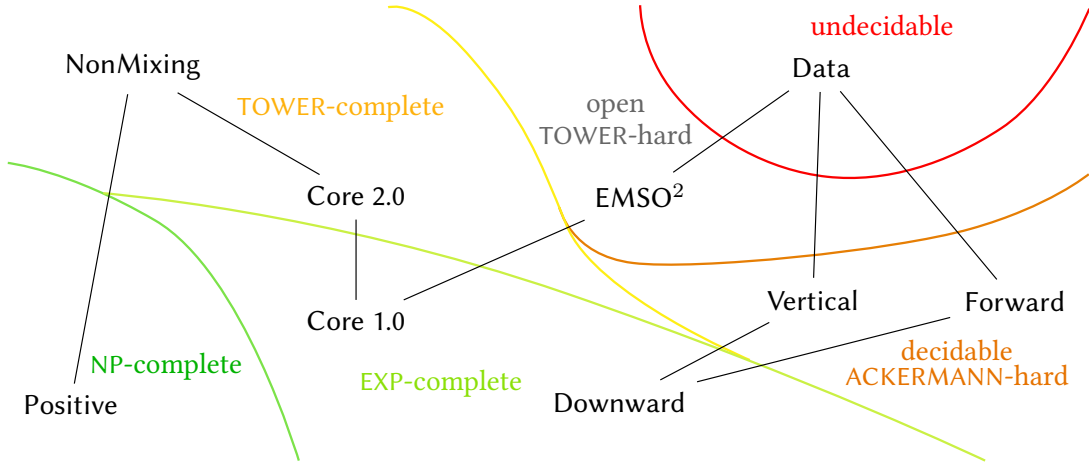 undecidable
NonMixing
Data
TOWER-complete
open
TOWER-hard
Core 2.0
EMSO²
Vertical
Forward
Core 1.0
NP-complete
EXP-complete
decidable
ACKERMANN-hard
Positive
Downward